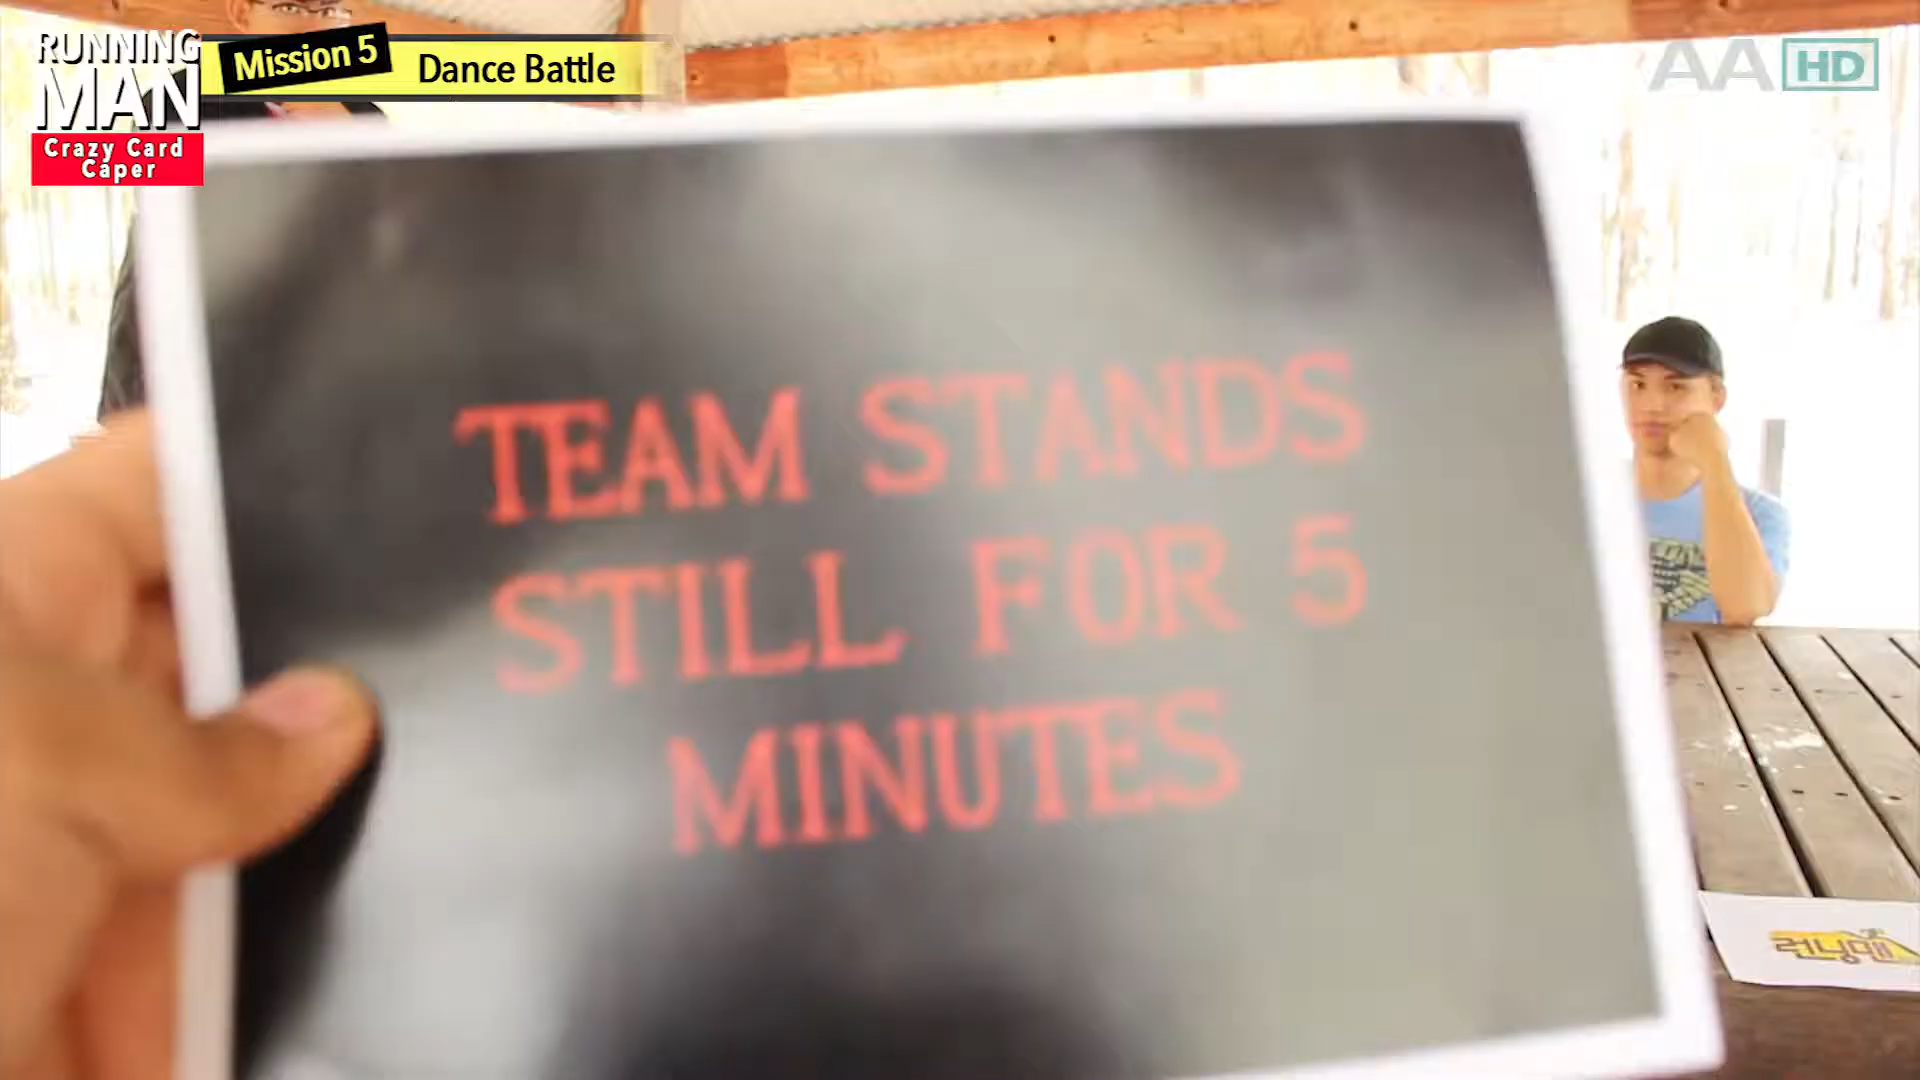 RUNNING
MAN
Crazy Card
Caper
Mission 5
Dance Battle
AA HD
TEAM STANDS
STILL FOR 5
MINUTES
런닝맨